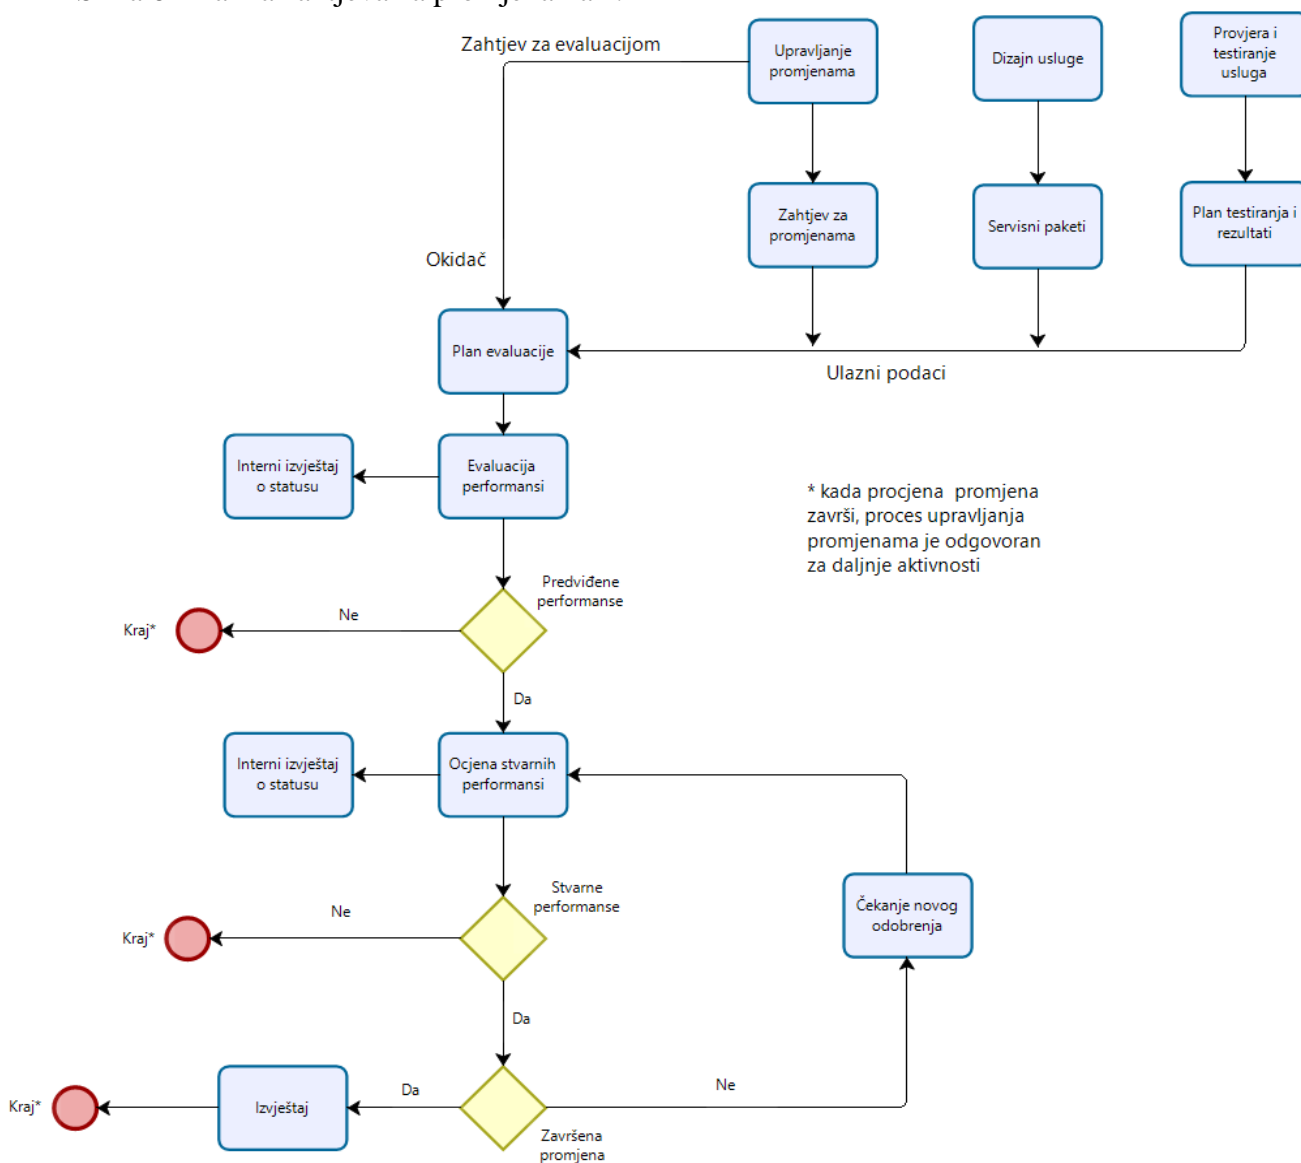 Zahtjev za evaluacijom
Upravljanje
promjenama
Dizajn usluge
Provjera i
testiranje
usluga
Zahtjev za
promjenama
Servisni paketi
Plan testiranja i
rezultati
Okidač
Plan evaluacije
Ulazni podaci
Interni izvještaj
o statusu
Evaluacija
performansi
* kada procjena promjena
završi, proces upravljanja
promjenama je odgovoran
za daljnje aktivnosti
Predviđene
performanse
Ne
Kraj*
Da
Interni izvještaj
o statusu
Ocjena stvarnih
performansi
Stvarne
performanse
Čekanje novog
odobrenja
Ne
Kraj*
Da
Ne
Da
Kraj*
Izvještaj
Završena
promjena